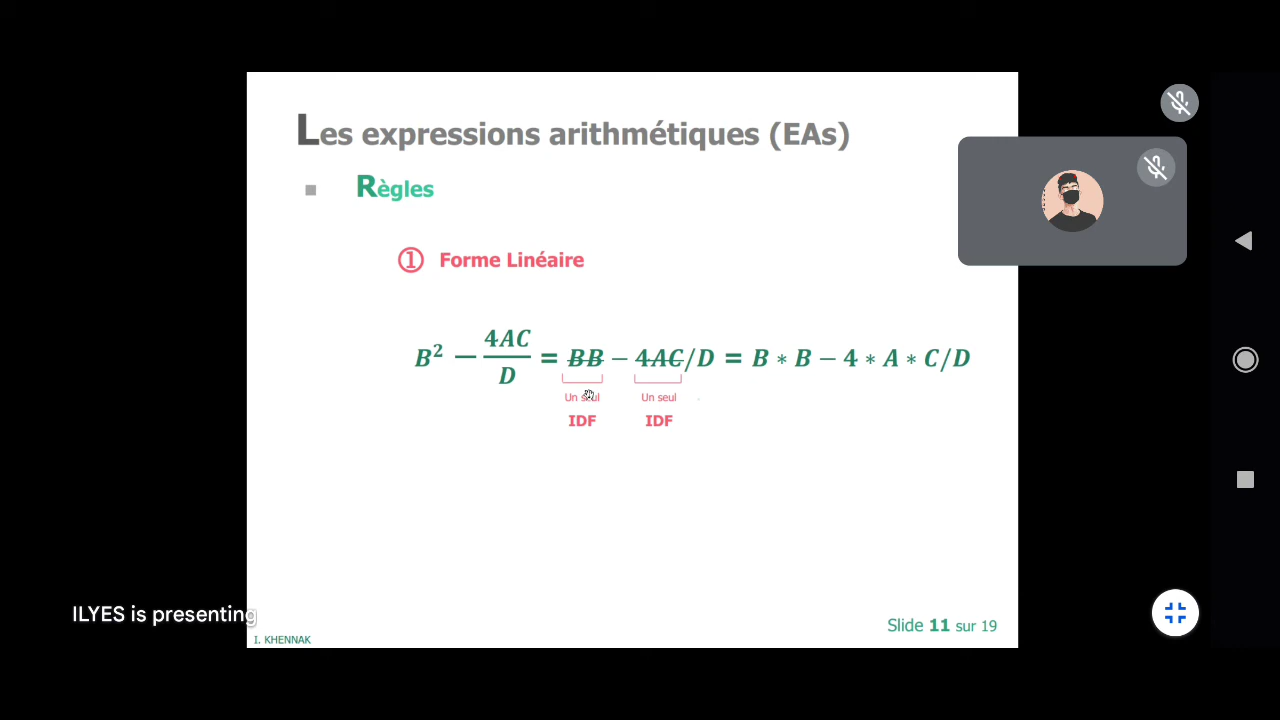 Les expressions arithmétiques (EAs)
Règles
① Forme Linéaire
B² − 4AC/D = BB − 4AC/D = B ∗ B − 4 ∗ A ∗ C/D
Un seul Un seul
IDF IDF
ILYES is presenting
Slide 11 sur 19
I. KHENNAK